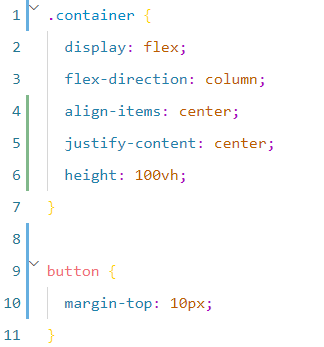 1 .container {
2 display: flex;
3 flex-direction: column;
4 align-items: center;
5 justify-content: center;
6 height: 100vh;
7 }
8
9 button {
10 margin-top: 10px;
11 }